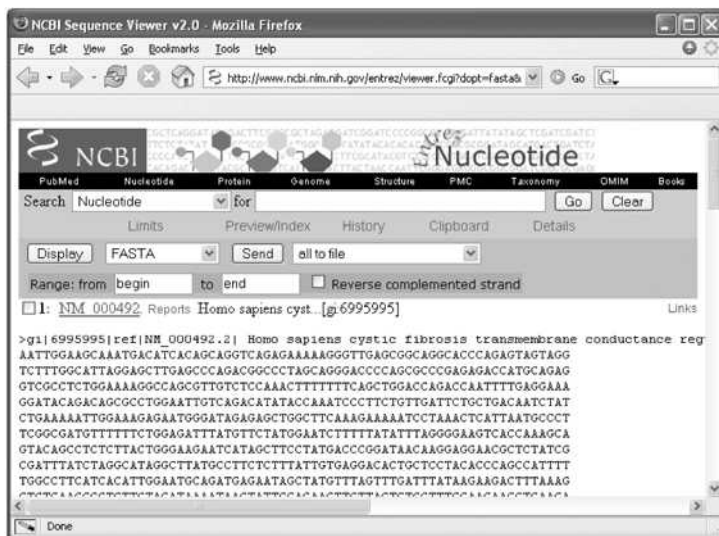 NCBI Sequence Viewer v2.0 - Mozilla Firefox
File Edit View Go Bookmarks Tools Help
http://www.ncbi.nlm.nih.gov/entrez/viewer.fcgi?dopt=fasta& Go G
NCBI Entrez Nucleotide
PubMed Nucleotide Protein Genome Structure PMC Taxonomy OMIM Books
Search Nucleotide for Go Clear
Limits Preview/Index History Clipboard Details
Display FASTA Send all to file
Range: from begin to end Reverse complemented strand
1: NM_000492. Reports Homo sapiens cyst...[gi:6995995] Links
>gi|6995995|ref|NM_000492.2| Homo sapiens cystic fibrosis transmembrane conductance reg
AATTGGAAGCAAATGACATCACAGCAGGTCAGAGAAAAAGGGTTGAGCGGCAGGCACCCAGAGTAGTAGG
TCTTTGGCATTAGGAGCTTGAGCCCAGACGGCCCTAGCAGGGACCCCAGCGCCCGAGAGACCATGCAGAG
GTCGCCTCTGGAAAAGGCCAGCGTTGTCTCCAAACTTTTTTTCAGCTGGACCAGACCAATTTTGAGGAAA
GGATACAGACAGCGCCTGGAATTGTCAGACATATACCAAATCCCTTCTGTTGATTCTGCTGACAATCTAT
CTGAAAAATTGGAAAGAGAATGGGATAGAGAGCTGGCTTCAAAGAAAAATCCTAAACTCATTAATGCCCT
TCGGCGATGTTTTTTCTGGAGATTTATGTTCTATGGAATCTTTTTATATTTAGGGGAAGTCACCAAAGCA
GTACAGCCTCTCTTACTGGGAAGAATCATAGCTTCCTATGACCCGGATAACAAGGAGGAACGCTCTATCG
CGATTTATCTAGGCATAGGCTTATGCCTTCTCTTTATTGTGAGGACACTGCTCCTACACCCAGCCATTTT
TGGCCTTCATCACATTGGAATGCAGATGAGAATAGCTATGTTTAGTTTGATTTATAAGAAGACTTTAAAG
Done